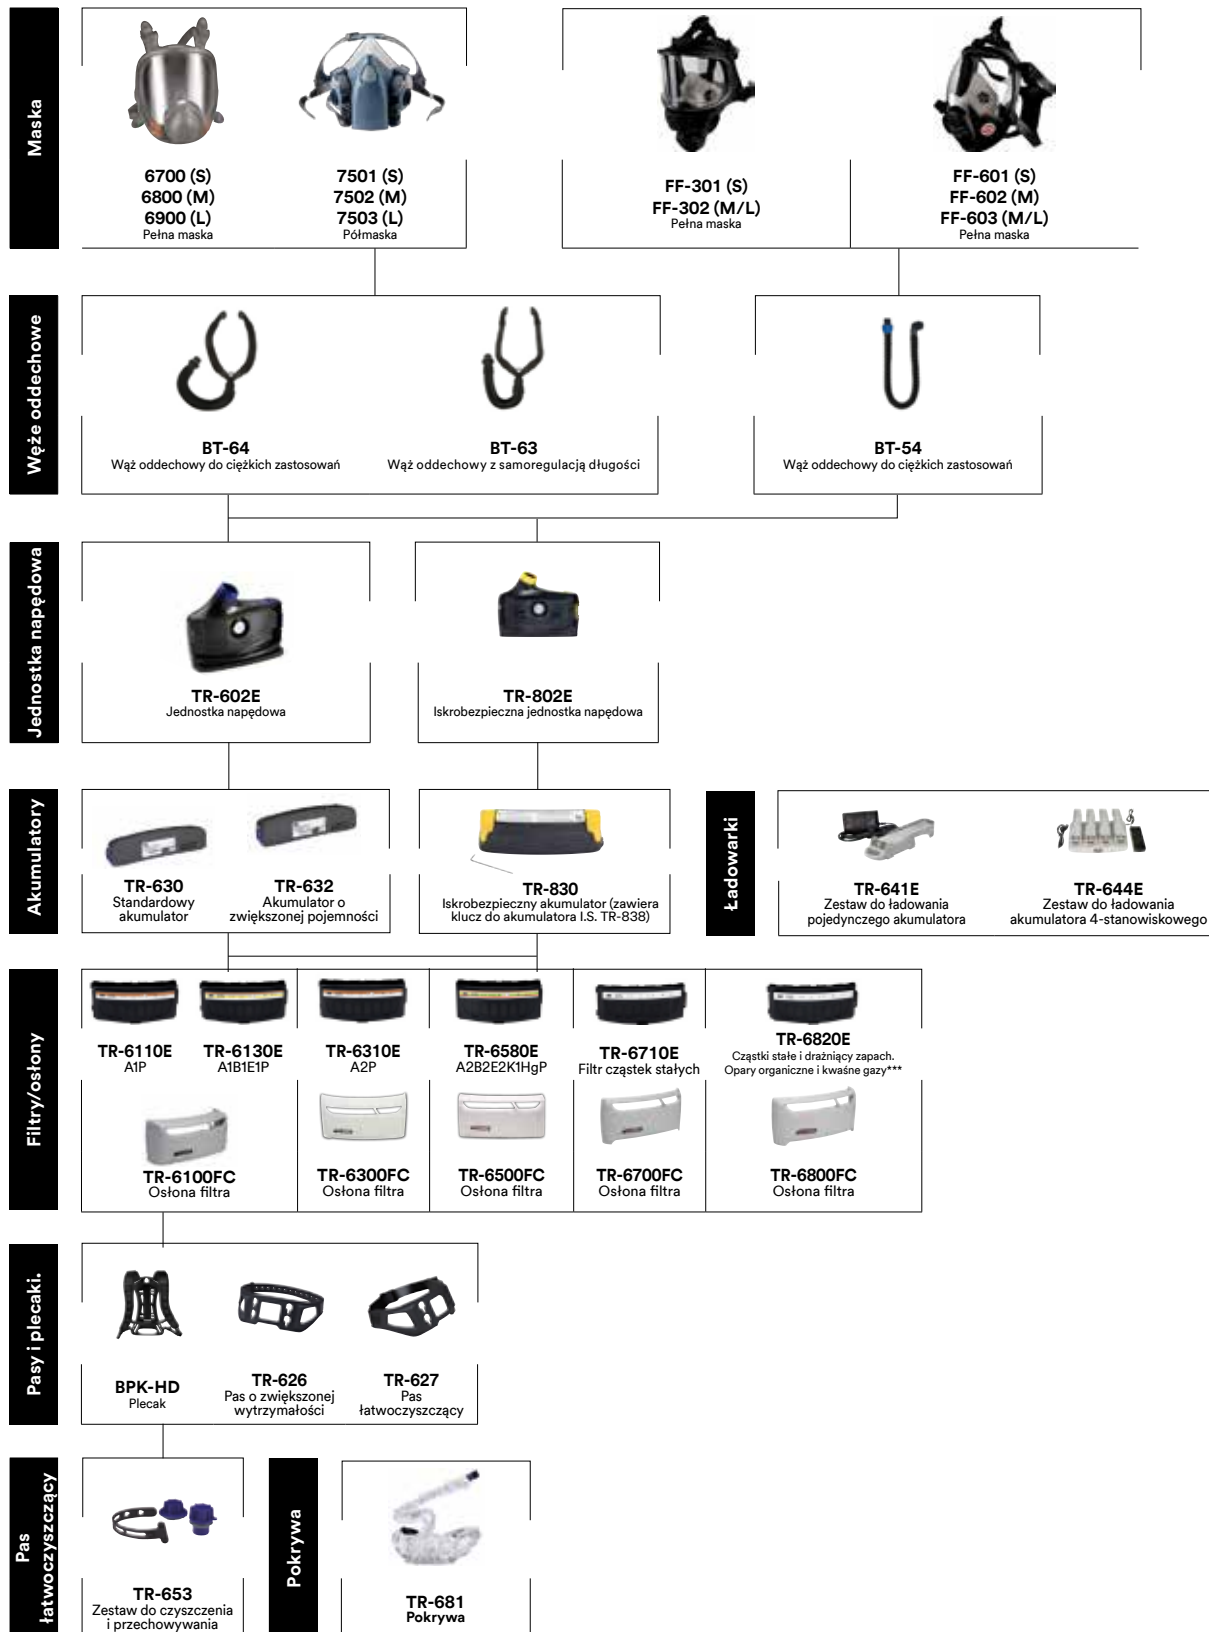 Maska
6700 (S)
6800 (M)
6900 (L)
Pełna maska
7501 (S)
7502 (M)
7503 (L)
Półmaska
FF-301 (S)
FF-302 (M/L)
Pełna maska
FF-601 (S)
FF-602 (M)
FF-603 (M/L)
Pełna maska
Węże oddechowe
BT-64
Wąż oddechowy do ciężkich zastosowań
BT-63
Wąż oddechowy z samoregulacją długości
BT-54
Wąż oddechowy do ciężkich zastosowań
Jednostka napędowa
TR-602E
Jednostka napędowa
TR-802E
Iskrobezpieczna jednostka napędowa
Akumulatory
TR-630
Standardowy
akumulator
TR-632
Akumulator o
zwiększonej pojemności
TR-830
Iskrobezpieczny akumulator (zawiera
klucz do akumulatora I.S. TR-838)
Ładowarki
TR-641E
Zestaw do ładowania
pojedynczego akumulatora
TR-644E
Zestaw do ładowania
akumulatora 4-stanowiskowego
Filtry/osłony
TR-6110E
A1P
TR-6130E
A1B1E1P
TR-6310E
A2P
TR-6580E
A2B2E2K1HgP
TR-6710E
Filtr cząstek stałych
TR-6820E
Cząstki stałe i drażniący zapach.
Opary organiczne i kwaśne gazy***
TR-6100FC
Osłona filtra
TR-6300FC
Osłona filtra
TR-6500FC
Osłona filtra
TR-6700FC
Osłona filtra
TR-6800FC
Osłona filtra
Pasy i plecaki.
BPK-HD
Plecak
TR-626
Pas o zwiększonej
wytrzymałości
TR-627
Pas
łatwoczyszczący
Pas
łatwoczyszczący
TR-653
Zestaw do czyszczenia
i przechowywania
Pokrywa
TR-681
Pokrywa